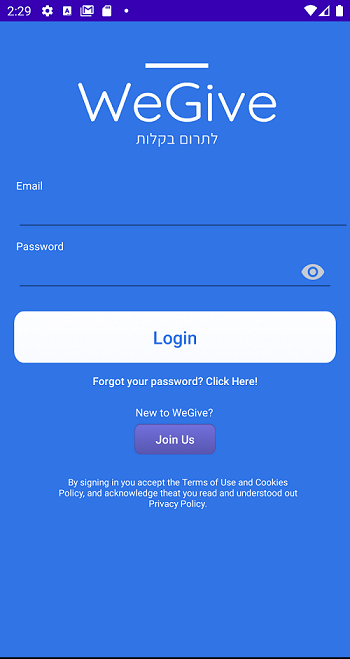 2:29
WeGive
לתרום בקלות
Email
Password
Login
Forgot your password? Click Here!
New to WeGive?
Join Us
By signing in you accept the Terms of Use and Cookies
Policy, and acknowledge theat you read and understood out
Privacy Policy.